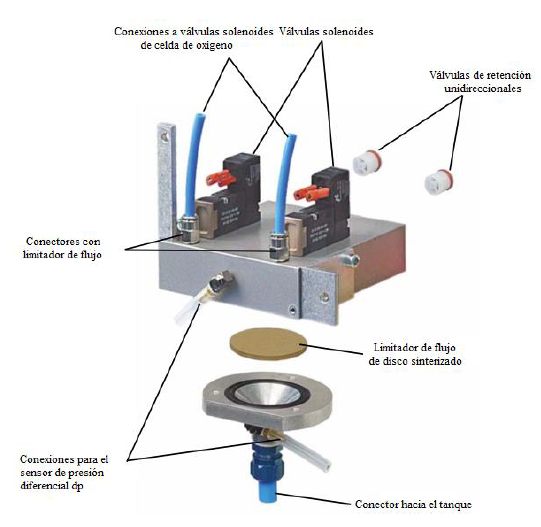 Conexiones a válvulas solenoides
de celda de oxigeno
Válvulas solenoides
Válvulas de retención
unidireccionales
Conectores con
limitador de flujo
Limitador de flujo
de disco sinterizado
Conexiones para el
sensor de presión
diferencial dp
Conector hacia el tanque